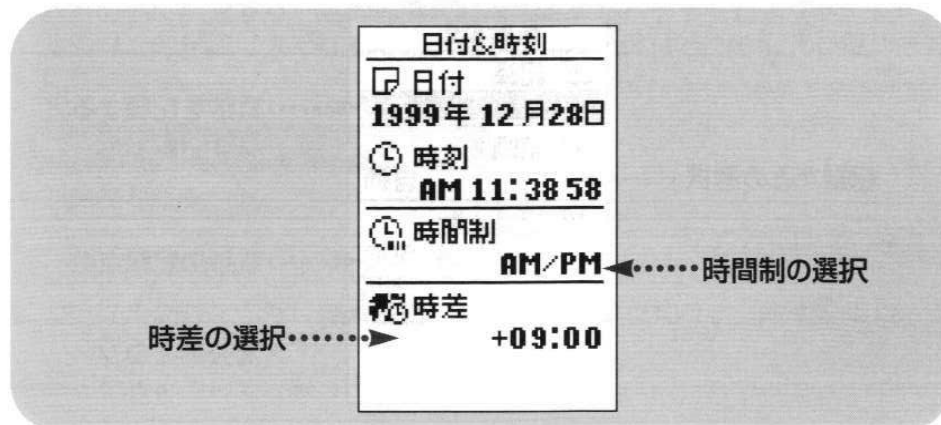 日付&時刻
日付
1999年 12月28日
時刻
AM 11:38 58
時間制
AM/PM
時間制の選択
時差
時差の選択
+09:00